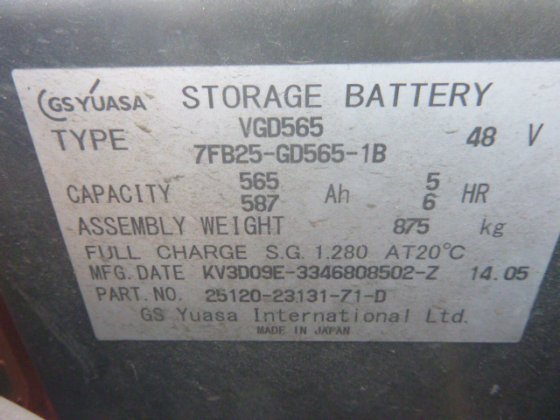 GS YUASA STORAGE BATTERY
TYPE VGD565 48 V
7FB25-GD565-1B
CAPACITY 565 Ah 5 HR
587 6
ASSEMBLY WEIGHT 875 kg
FULL CHARGE S.G. 1.280 AT20°C
MFG. DATE KV3D09E-3346808502-Z 14.05
PART. NO. 25120-23131-71-D
GS Yuasa International Ltd.
MADE IN JAPAN